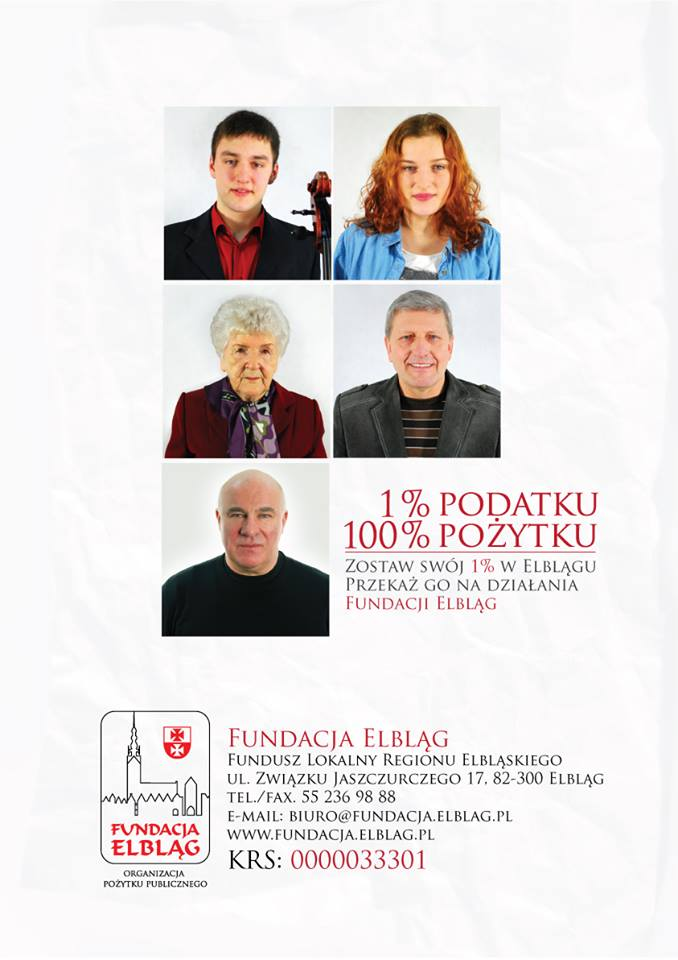 1% PODATKU
100% POŻYTKU
ZOSTAW SWÓJ 1% W ELBLĄGU
PRZEKAŻ GO NA DZIAŁANIA
FUNDACJI ELBLĄG
FUNDACJA
ELBLĄG
ORGANIZACJA
POŻYTKU PUBLICZNEGO
FUNDACJA ELBLĄG
FUNDUSZ LOKALNY REGIONU ELBLĄSKIEGO
UL. ZWIĄZKU JASZCZURCZEGO 17, 82-300 ELBLĄG
TEL./FAX. 55 236 98 88
E-MAIL: BIURO@FUNDACJA.ELBLAG.PL
WWW.FUNDACJA.ELBLAG.PL
KRS: 0000033301